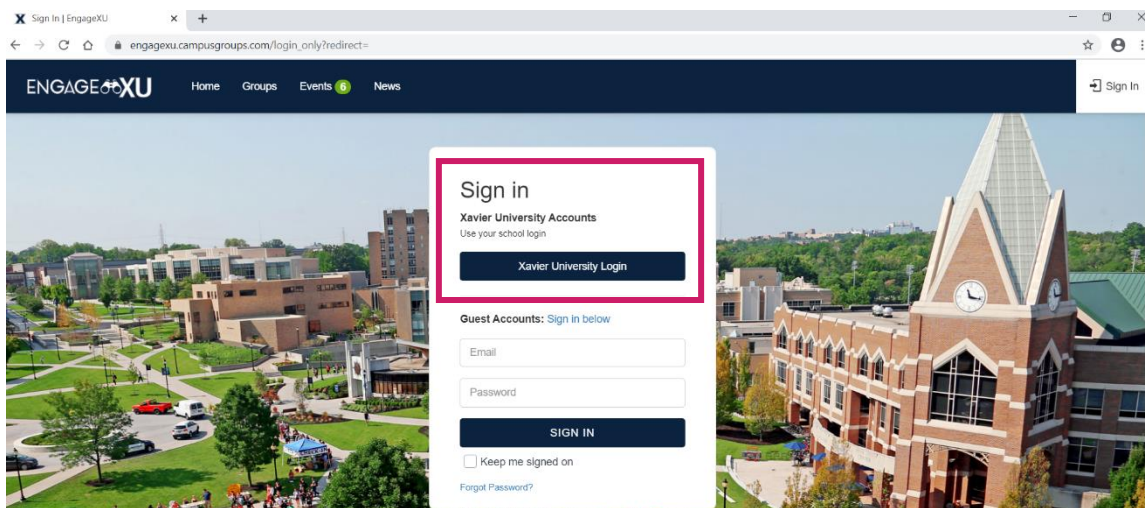 X Sign In | EngageXU × +
engagexu.campusgroups.com/login_only?redirect=
ENGAGE XU Home Groups Events 6 News Sign In
Sign in
Xavier University Accounts
Use your school login
Xavier University Login
Guest Accounts: Sign in below
Email
Password
SIGN IN
Keep me signed on
Forgot Password?